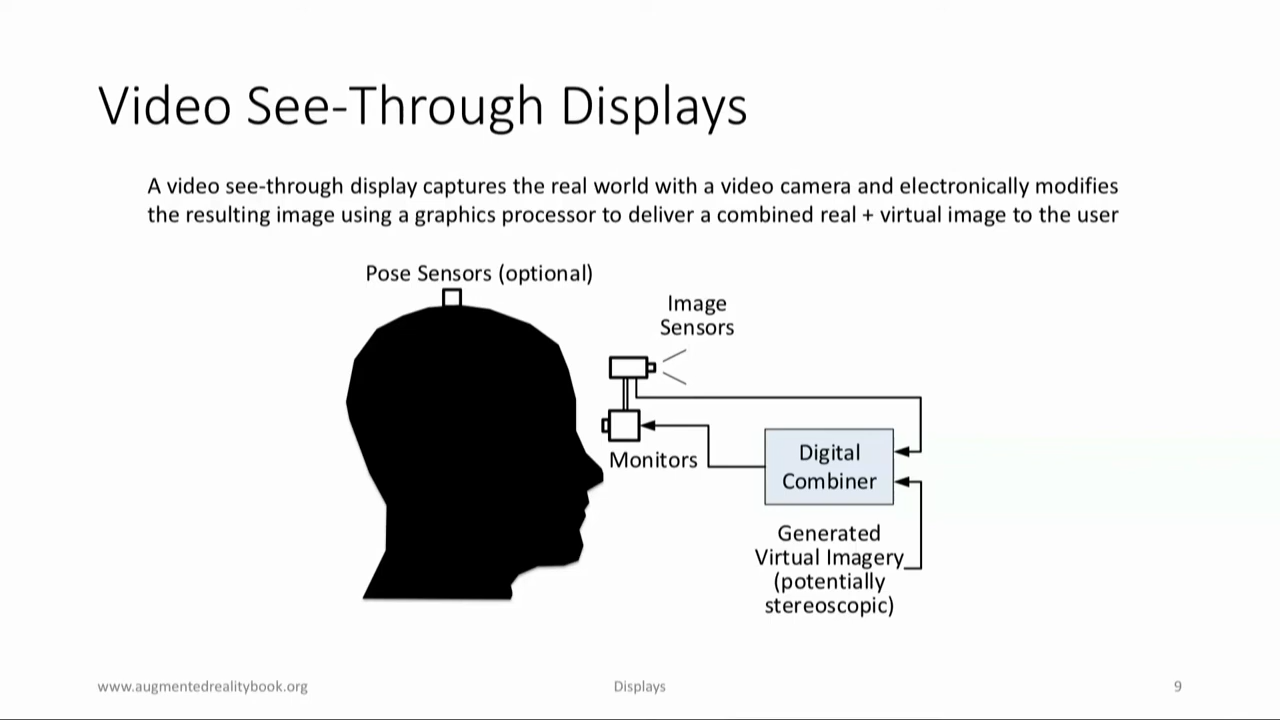 Video See-Through Displays
A video see-through display captures the real world with a video camera and electronically modifies
the resulting image using a graphics processor to deliver a combined real + virtual image to the user
Pose Sensors (optional)
Image
Sensors
Monitors
Digital
Combiner
Generated
Virtual Imagery
(potentially
stereoscopic)
www.augmentedrealitybook.org
Displays
9